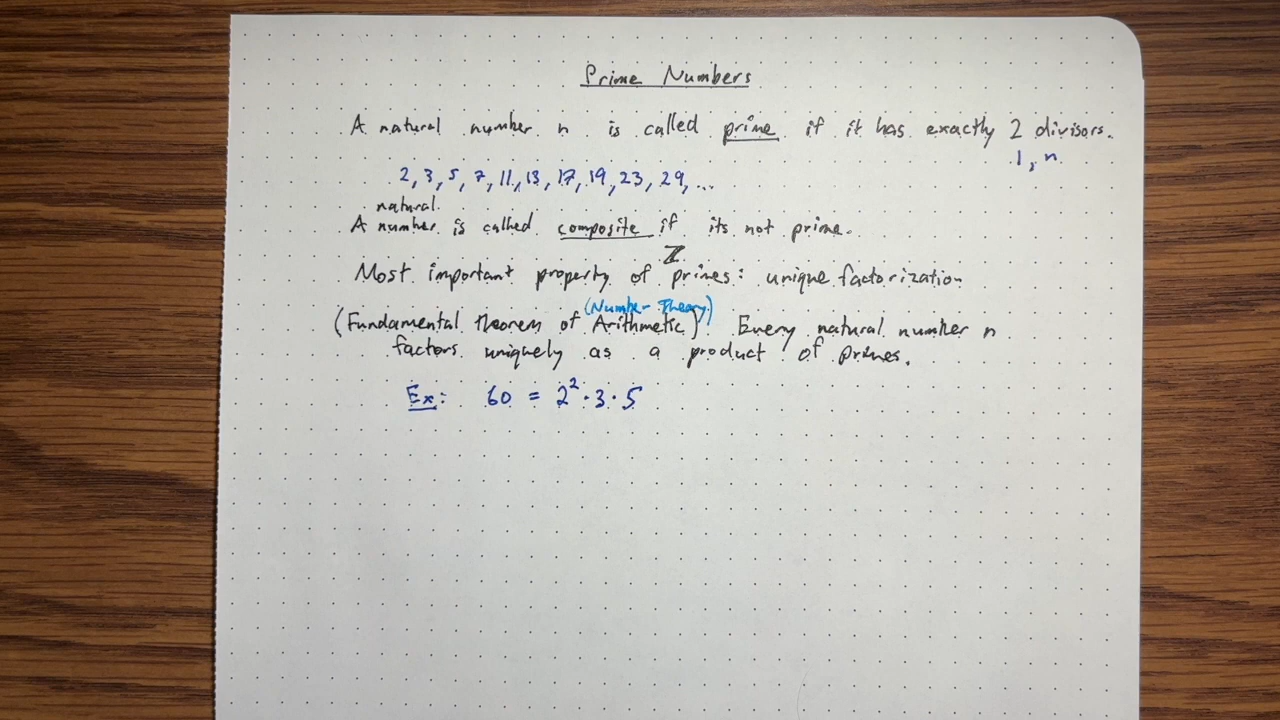 Prime Numbers
A natural number n is called prime if it has exactly 2 divisors.
1, n
2, 3, 5, 7, 11, 13, 17, 19, 23, 29, ...
natural
A number is called composite if its not prime.
ℤ
Most important property of primes: unique factorization
(Number Theory)
(Fundamental Theorem of Arithmetic) Every natural number n
factors uniquely as a product of primes.
Ex: 60 = 2² · 3 · 5